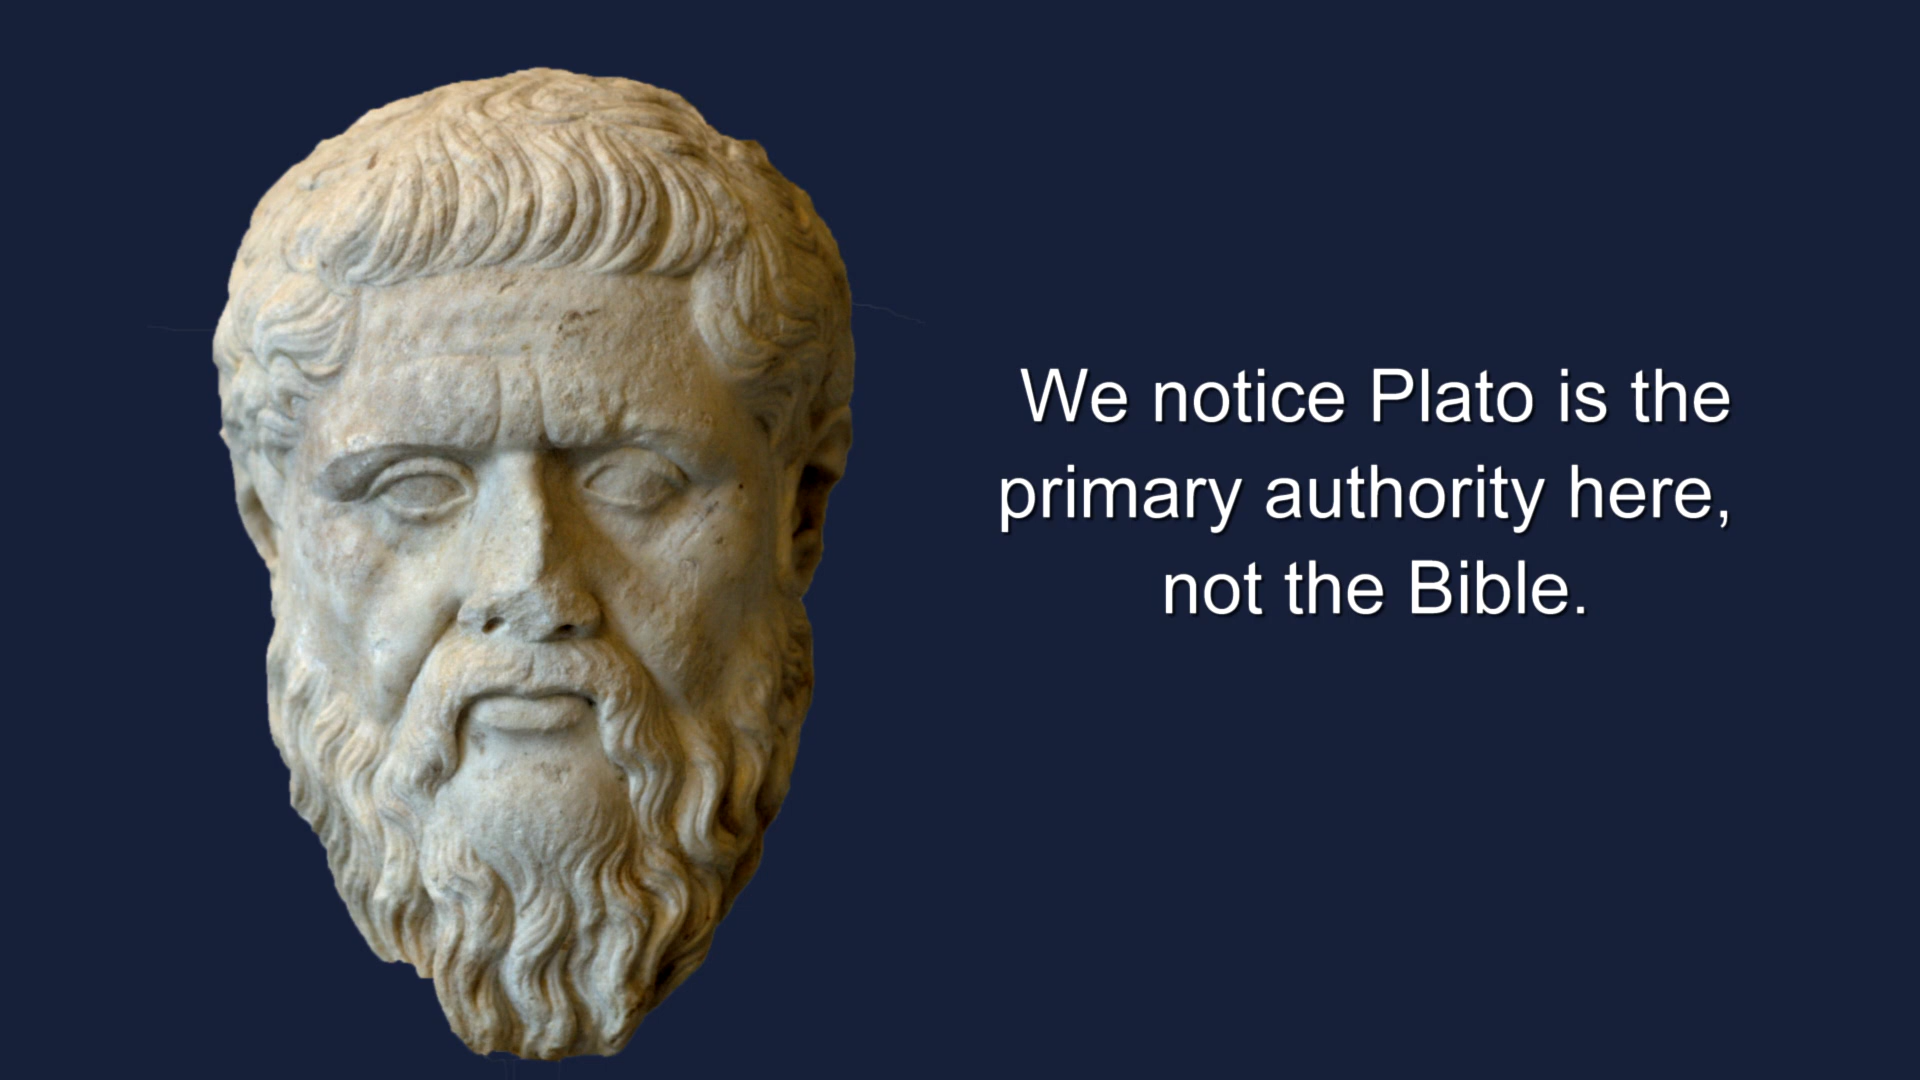 We notice Plato is the
primary authority here,
not the Bible.